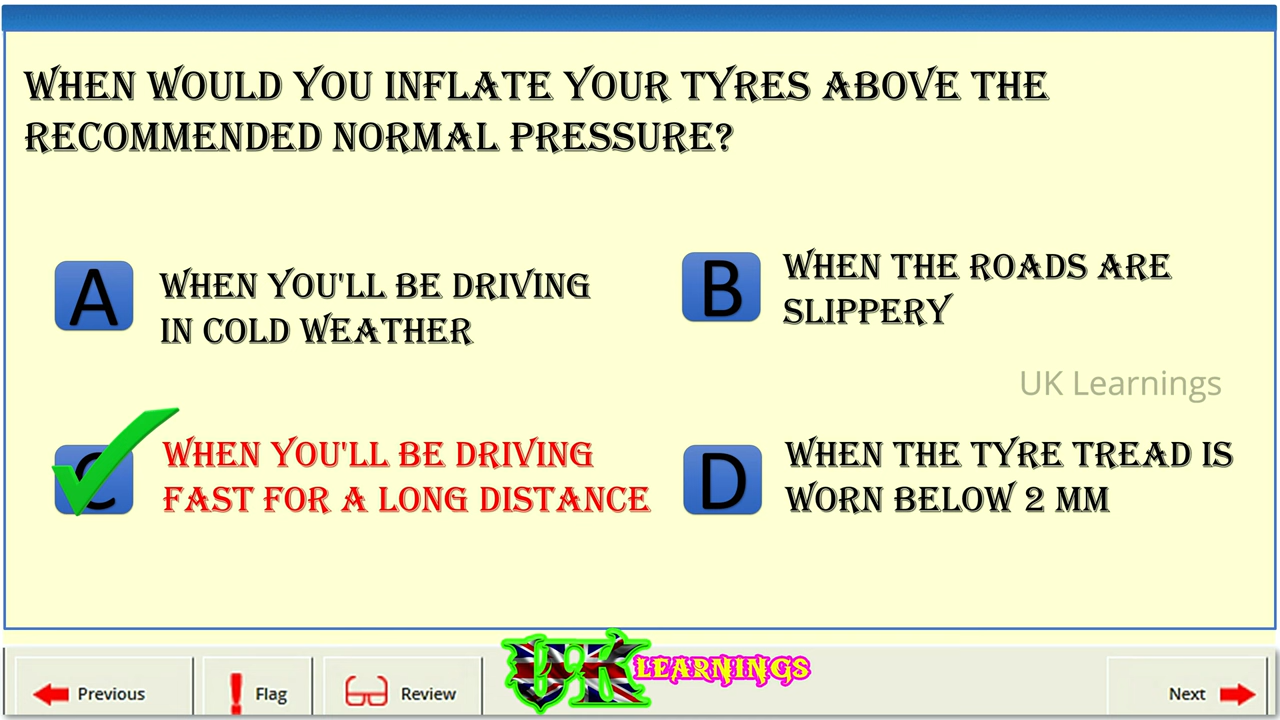 WHEN WOULD YOU INFLATE YOUR TYRES ABOVE THE
RECOMMENDED NORMAL PRESSURE?
A
WHEN YOU'LL BE DRIVING
IN COLD WEATHER
B
WHEN THE ROADS ARE
SLIPPERY
UK Learnings
C
WHEN YOU'LL BE DRIVING
FAST FOR A LONG DISTANCE
D
WHEN THE TYRE TREAD IS
WORN BELOW 2 MM
Previous
Flag
Review
UK LEARNINGS
Next